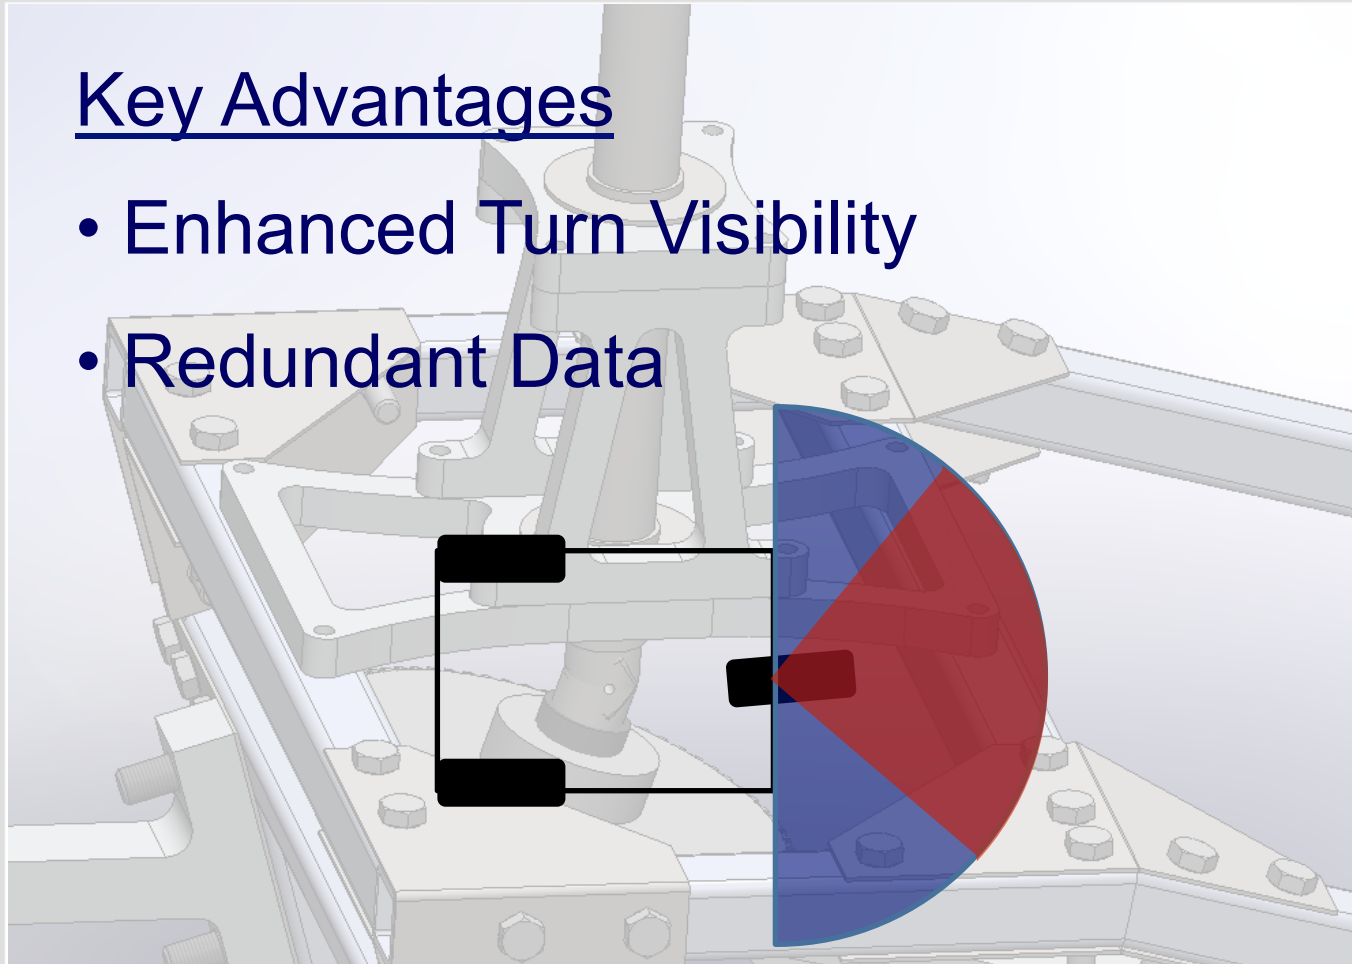 Key Advantages
• Enhanced Turn Visibility
• Redundant Data